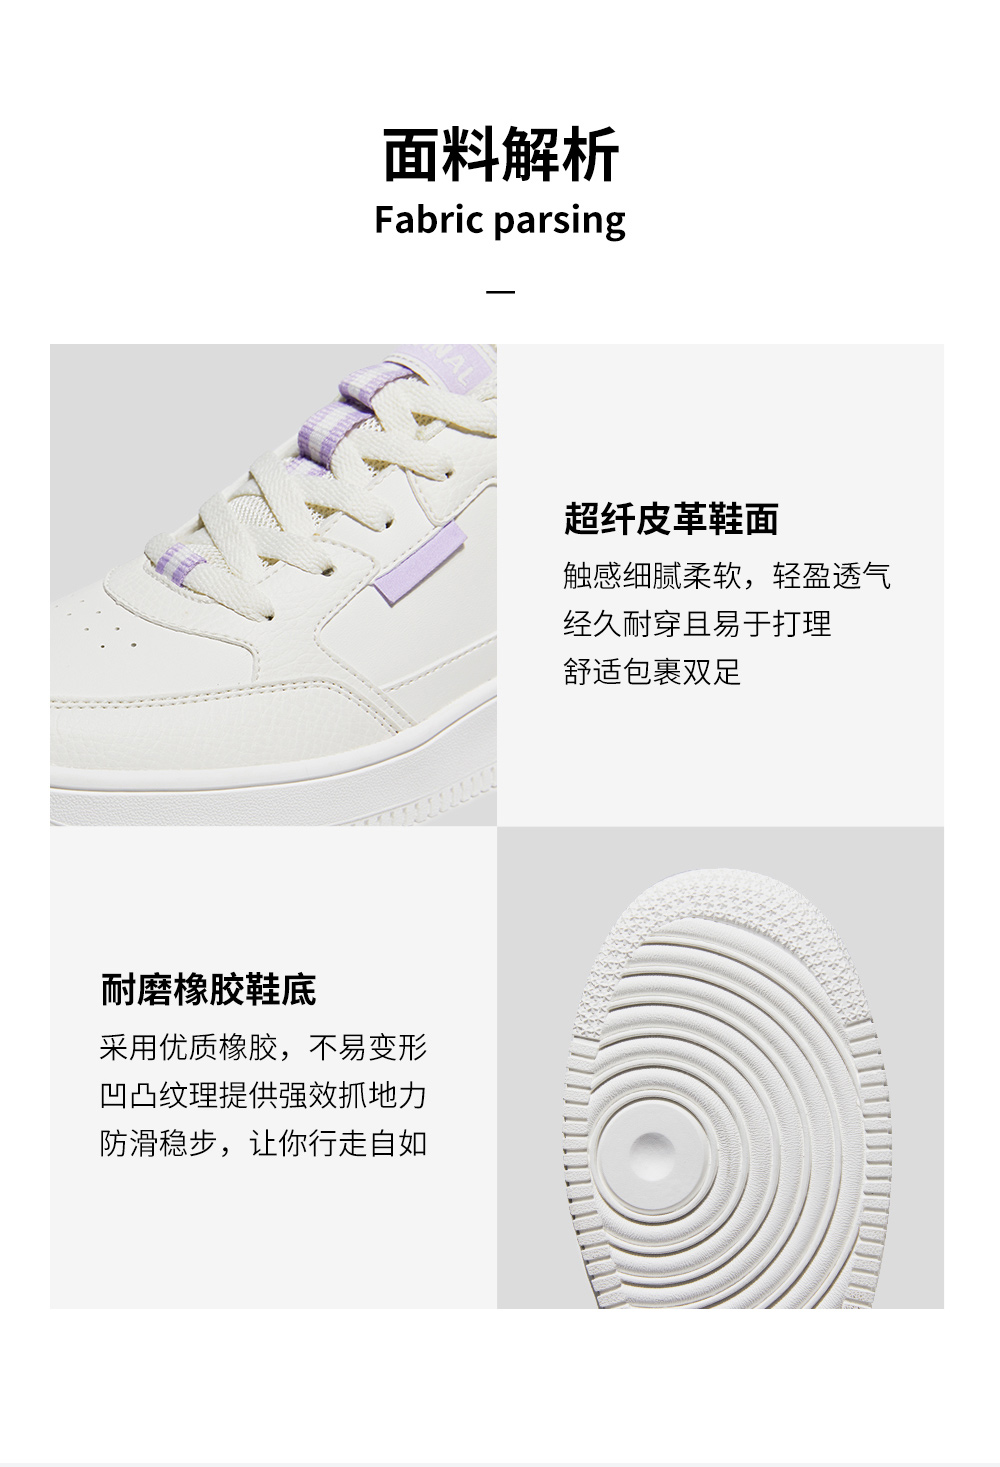 面料解析
Fabric parsing
超纤皮革鞋面
触感细腻柔软，轻盈透气
经久耐穿且易于打理
舒适包裹双足
耐磨橡胶鞋底
采用优质橡胶，不易变形
凹凸纹理提供强效抓地力
防滑稳步，让你行走自如